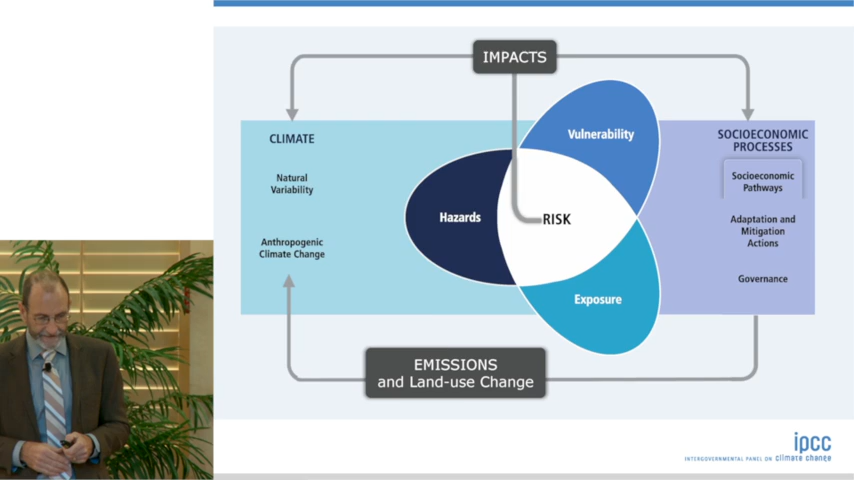 IMPACTS
CLIMATE
Natural
Variability
Anthropogenic
Climate Change
Vulnerability
Hazards
RISK
Exposure
SOCIOECONOMIC
PROCESSES
Socioeconomic
Pathways
Adaptation and
Mitigation
Actions
Governance
EMISSIONS
and Land-use Change
ipcc
INTERGOVERNMENTAL PANEL ON climate change